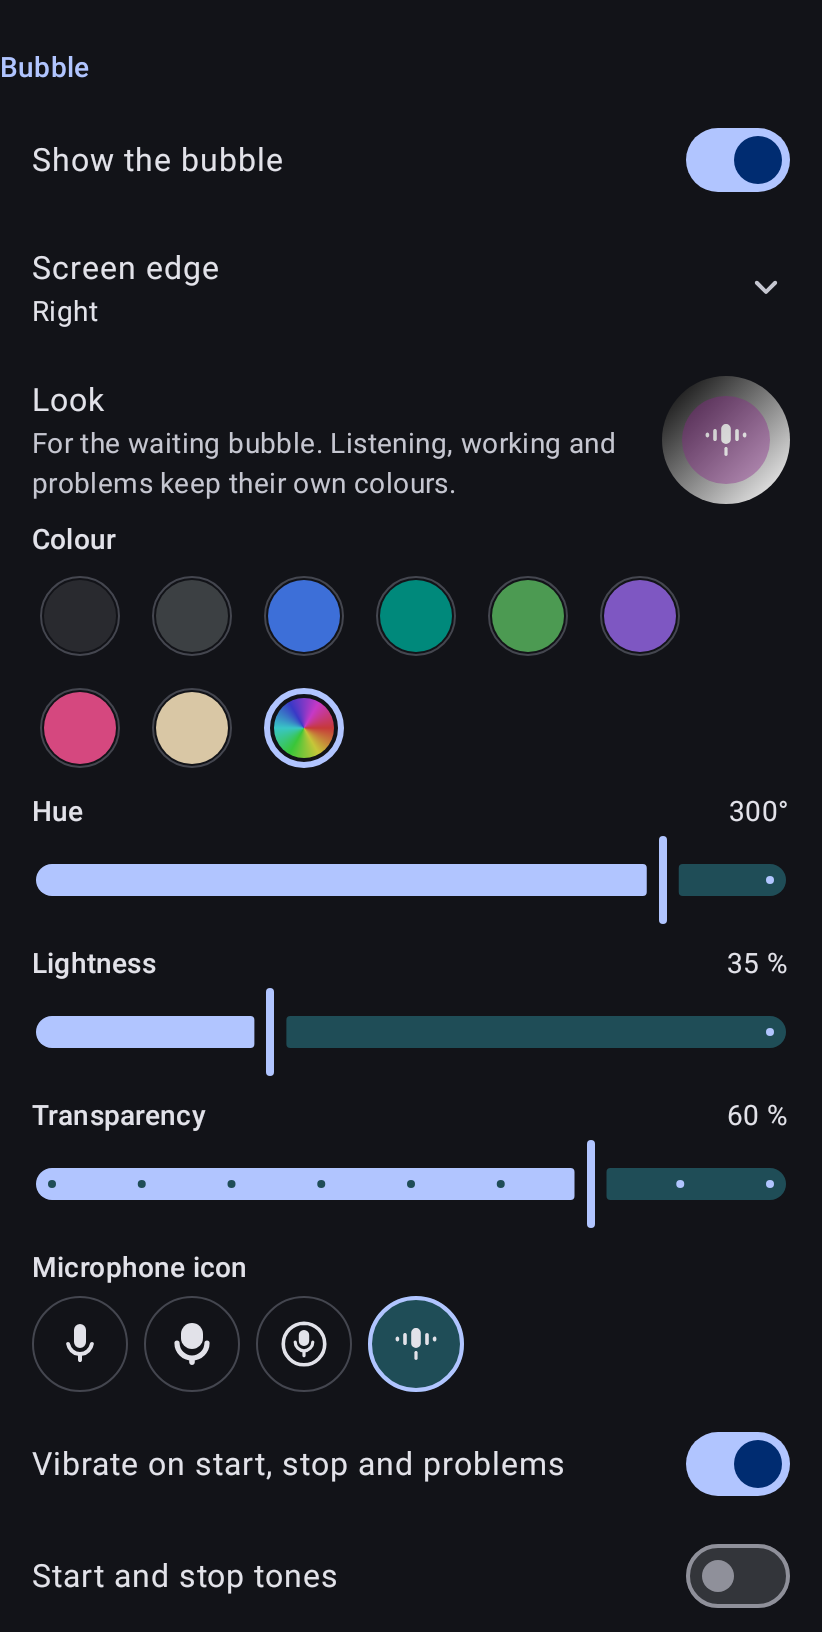 Bubble
Show the bubble
Screen edge
Right
Look
For the waiting bubble. Listening, working and
problems keep their own colours.
Colour
Hue 300°
Lightness 35 %
Transparency 60 %
Microphone icon
Vibrate on start, stop and problems
Start and stop tones